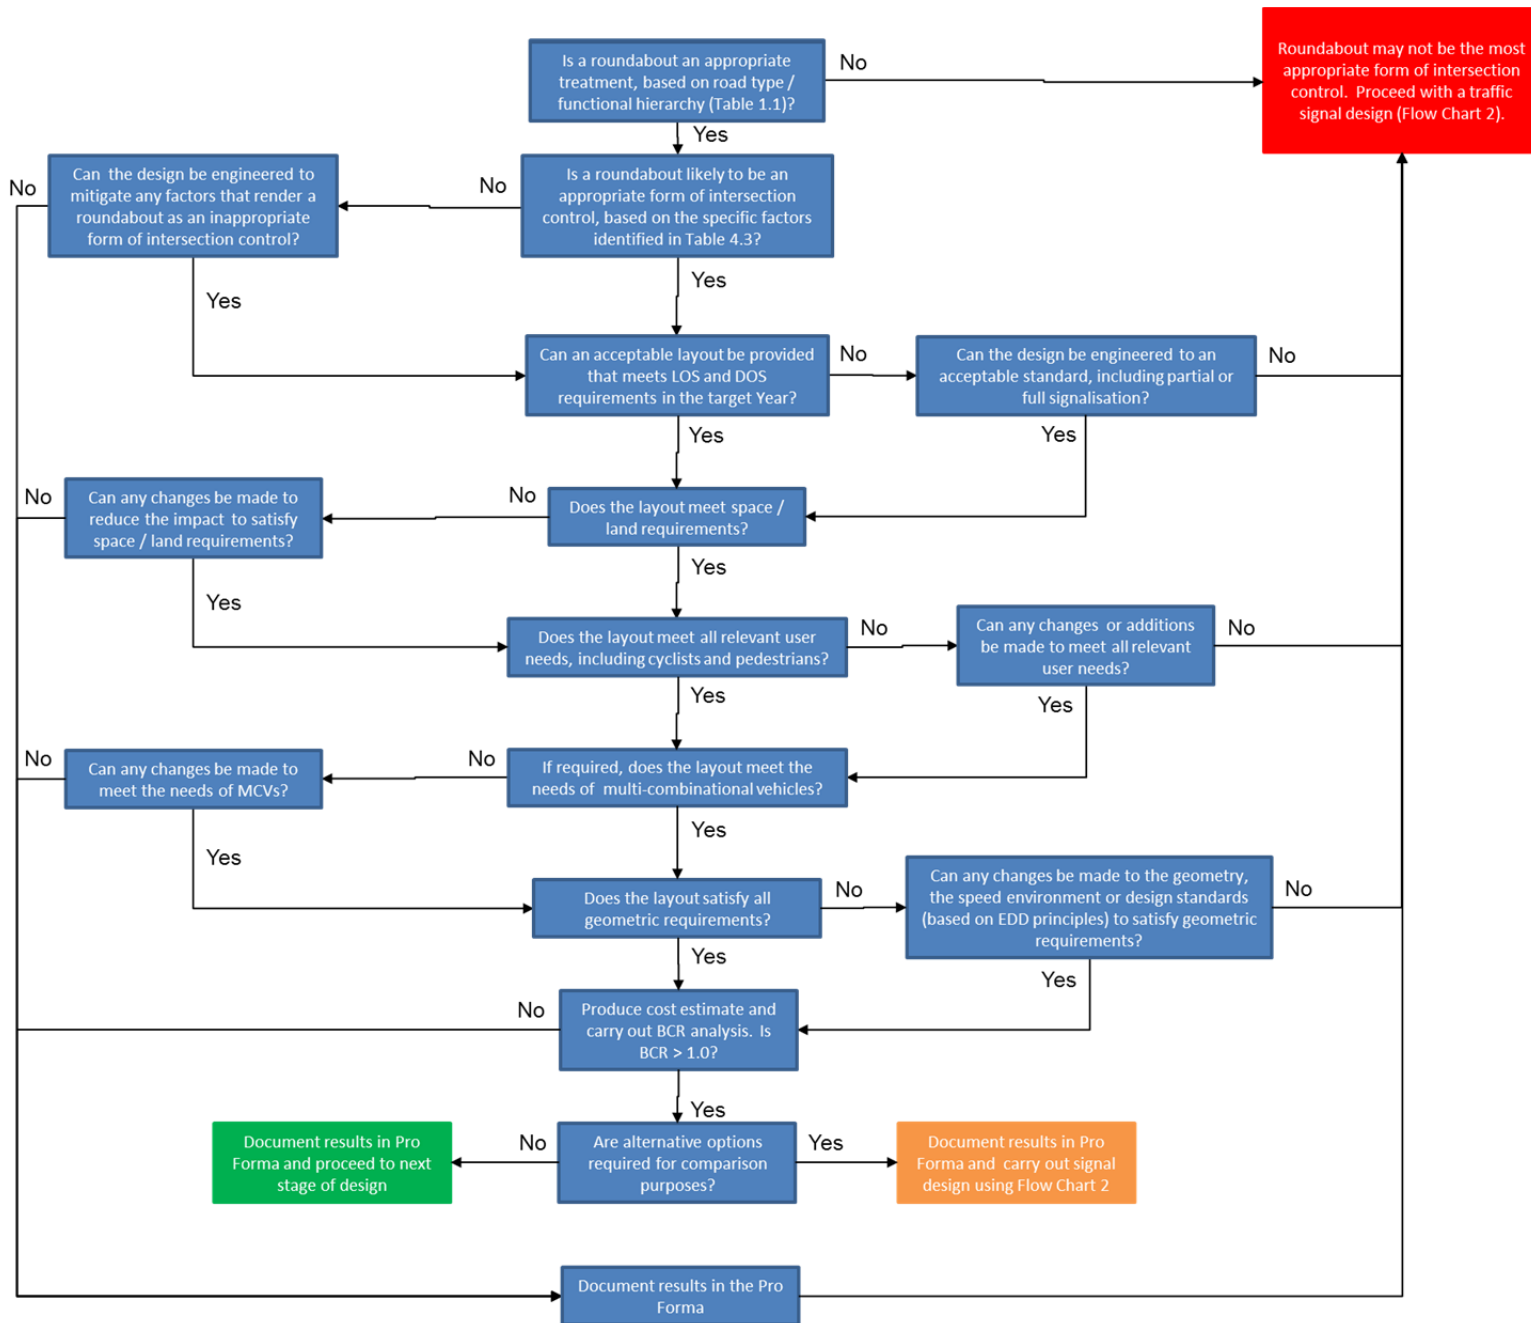 Is a roundabout an
appropriate treatment,
based on road type /
functional hierarchy
(Table 1.1)?
No
Roundabout may not be the most
appropriate form of intersection
control. Proceed with a traffic
signal design (Flow Chart 2).
Yes
No
Can the design be engineered to
mitigate any factors that render a
roundabout as an inappropriate
form of intersection control?
No
Is a roundabout likely to be an
appropriate form of intersection
control, based on the specific factors
identified in Table 4.3?
Yes
Yes
Can an acceptable layout be provided
that meets LOS and DOS
requirements in the target Year?
No
Can the design be engineered to an
acceptable standard, including partial or
full signalisation?
No
Yes
Yes
No
Can any changes be made to
reduce the impact to satisfy
space / land requirements?
No
Does the layout meet space /
land requirements?
Yes
Yes
Does the layout meet all relevant user
needs, including cyclists and pedestrians?
No
Can any changes or additions
be made to meet all relevant
user needs?
No
Yes
Yes
No
Can any changes be made to
meet the needs of MCVs?
No
If required, does the layout meet the
needs of multi-combinational vehicles?
Yes
Yes
Does the layout satisfy all
geometric requirements?
No
Can any changes be made to the geometry,
the speed environment or design standards
(based on EDD principles) to satisfy geometric
requirements?
No
Yes
Yes
No
Produce cost estimate and
carry out BCR analysis. Is
BCR > 1.0?
Yes
Document results in Pro
Forma and proceed to next
stage of design
No
Are alternative options
required for comparison
purposes?
Yes
Document results in Pro
Forma and carry out signal
design using Flow Chart 2
Document results in the Pro
Forma